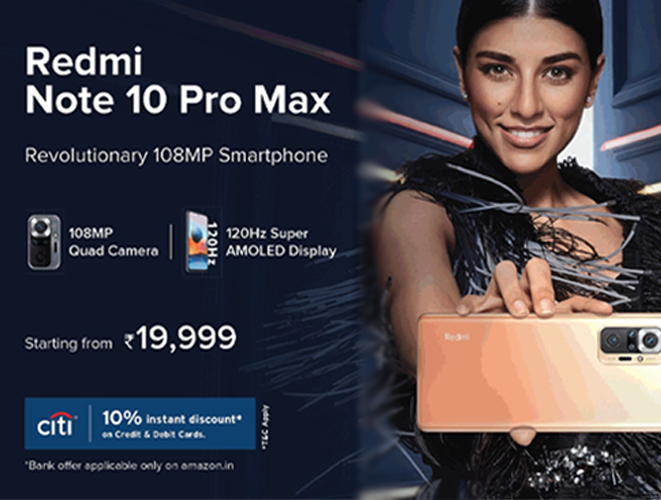 Redmi
Note 10 Pro Max
Revolutionary 108MP Smartphone
108MP
Quad Camera
120Hz
120Hz Super
AMOLED Display
Starting from ₹19,999
citi
10% instant discount*
on Credit & Debit Cards.
*T&C Apply
*Bank offer applicable only on amazon.in
Redmi